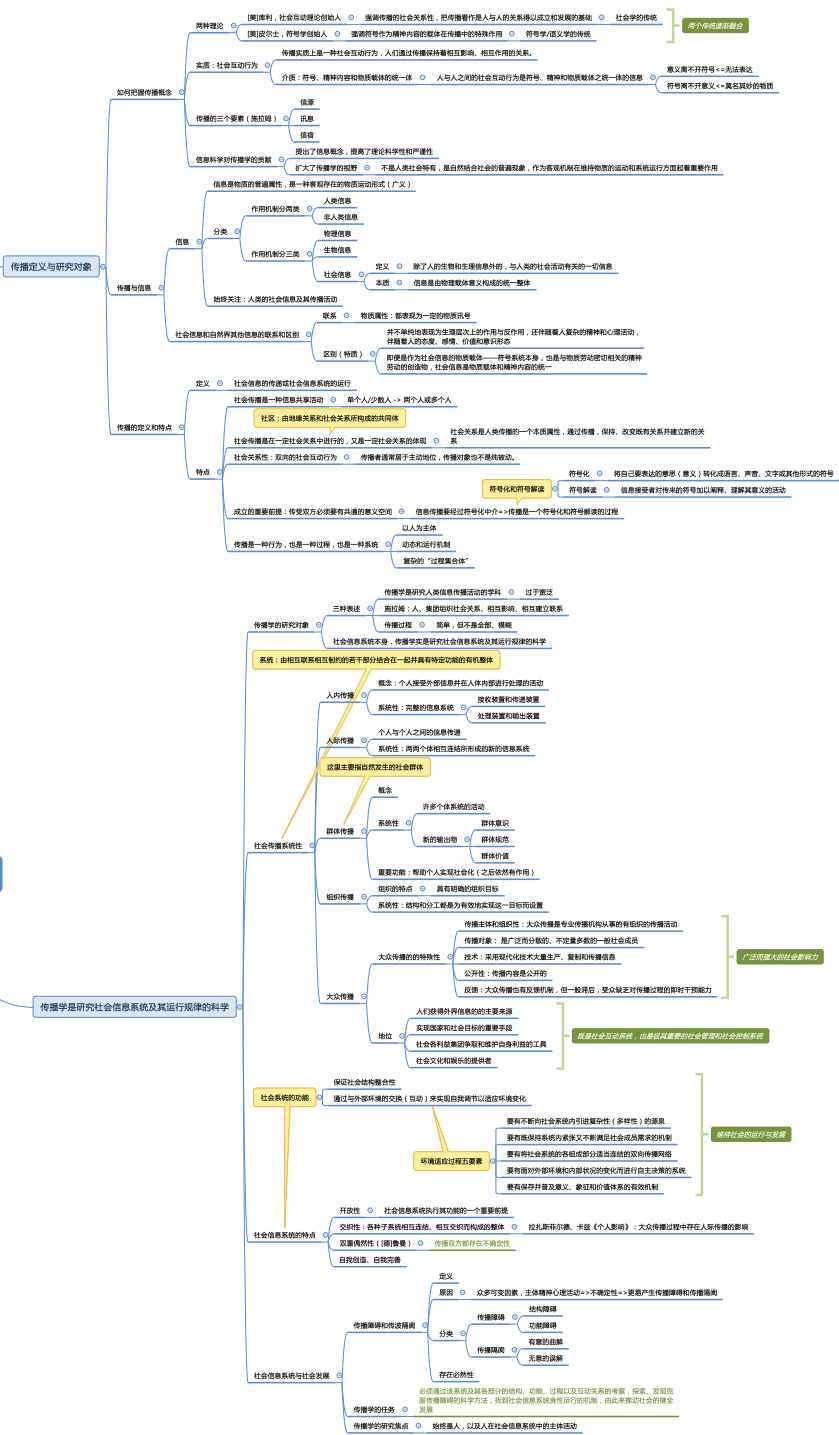 传播定义与研究对象
如何把握传播概念
两种理论
[美]库利，社会互动理论创始人
强调传播的社会关系性，把传播看作是人与人的关系得以成立和发展的基础
社会学的传统
[美]皮尔士，符号学创始人
强调符号作为精神内容的载体在传播中的特殊作用
符号学/语义学的传统
两个传统逐渐融合
实质：社会互动行为
传播实质上是一种社会互动行为，人们通过传播保持着相互影响、相互作用的关系。
介质：符号、精神内容和物质载体的统一体
人与人之间的社会互动行为是符号、精神和物质载体之统一体的信息
意义离不开符号<=无法表达
符号离不开意义<=莫名其妙的物质
传播的三个要素（施拉姆）
信源
讯息
信宿
信息科学对传播学的贡献
提出了信息概念，提高了理论科学性和严谨性
扩大了传播学的视野
不是人类社会特有，是自然结合社会的普遍现象，作为客观机制在维持物质的运动和系统运行方面起着重要作用
传播与信息
信息
信息是物质的普遍属性，是一种客观存在的物质运动形式（广义）
分类
作用机制分两类
人类信息
非人类信息
作用机制分三类
物理信息
生物信息
社会信息
定义
除了人的生物和生理信息外的，与人类的社会活动有关的一切信息
本质
信息是由物理载体意义构成的统一整体
始终关注：人类的社会信息及其传播活动
社会信息和自然界其他信息的联系和区别
联系
物质属性：都表现为一定的物质讯号
区别（特质）
并不单纯地表现为生理层次上的作用与反作用，还伴随着人复杂的精神和心理活动，
伴随着人的态度、感情、价值和意识形态
即便是作为社会信息的物质载体——符号系统本身，也是与物质劳动密切相关的精神
劳动的创造物，社会信息是物质载体和精神内容的统一
传播的定义和特点
定义
社会信息的传递或社会信息系统的运行
特点
社会传播是一种信息共享活动
单个人/少数人 -> 两个人或多个人
社区：由地缘关系和社会关系所构成的共同体
社会传播是在一定社会关系中进行的，又是一定社会关系的体现
社会关系是人类传播的一个本质属性，通过传播，保持、改变既有关系并建立新的关
系
社会关系性：双向的社会互动行为
传播者通常居于主动地位，传播对象也不是纯被动。
符号化和符号解读
符号化
将自己要表达的意思（意义）转化成语言、声音、文字或其他形式的符号
符号解读
信息接受者对传来的符号加以阐释、理解其意义的活动
成立的重要前提：传受双方必须要有共通的意义空间
信息传播要经过符号化中介=>传播是一个符号化和符号解读的过程
传播是一种行为，也是一种过程，也是一种系统
以人为主体
动态和运行机制
复杂的“过程集合体”
传播学是研究社会信息系统及其运行规律的科学
传播学的研究对象
三种表述
传播学是研究人类信息传播活动的学科
过于宽泛
施拉姆：人、集团组织社会关系、相互影响、相互建立联系
传播过程
简单，但不是全部、模糊
社会信息系统本身，传播学实是研究社会信息系统及其运行规律的科学
系统：由相互联系相互制约的若干部分结合在一起并具有特定功能的有机整体
社会传播系统性
人内传播
概念：个人接受外部信息并在人体内部进行处理的活动
系统性：完整的信息系统
接收装置和传递装置
处理装置和输出装置
人际传播
个人与个人之间的信息传递
系统性：两两个体相互连结所形成的新的信息系统
这里主要指自然发生的社会群体
群体传播
概念
系统性
许多个体系统的活动
新的输出物
群体意识
群体规范
群体价值
重要功能：帮助个人实现社会化（之后依然有作用）
组织传播
组织的特点
具有明确的组织目标
系统性：结构和分工都是为有效地实现这一目标而设置
大众传播
大众传播的的特殊性
传播主体和组织性：大众传播是专业传播机构从事的有组织的传播活动
传播对象： 是广泛而分散的、不定量多数的一般社会成员
技术：采用现代化技术大量生产、复制和传播信息
公开性：传播内容是公开的
反馈：大众传播也有反馈机制，但一般滞后，受众缺乏对传播过程的即时干预能力
广泛而强大的社会影响力
地位
人们获得外界信息的的主要来源
实现国家和社会目标的重要手段
社会各利益集团争取和维护自身利益的工具
社会文化和娱乐的提供者
既是社会互动系统，也是极其重要的社会管理和社会控制系统
社会系统的功能
保证社会结构整合性
通过与外部环境的交换（互动）来实现自我调节以适应环境变化
环境适应过程五要素
要有不断向社会系统内引进复杂性（多样性）的源泉
要有既保持系统内紧张又不断满足社会成员需求的机制
要有将社会系统的各组成部分适当连结的双向传播网络
要有面对外部环境和内部状况的变化而进行自主决策的系统
要有保存并普及意义、象征和价值体系的有效机制
维持社会的运行与发展
社会信息系统的特点
开放性
社会信息系统执行其功能的一个重要前提
交织性：各种子系统相互连结、相互交织而构成的整体
拉扎斯菲尔德、卡兹《个人影响》：大众传播过程中存在人际传播的影响
双重偶然性（[德]鲁曼）
传播双方都存在不确定性
自我创造、自我完善
社会信息系统与社会发展
传播障碍和传波隔阂
定义
原因
众多可变因素，主体精神心理活动=>不确定性=>更易产生传播障碍和传播隔阂
分类
传播障碍
结构障碍
功能障碍
传播隔阂
有意的曲解
无意的误解
存在必然性
传播学的任务
必须通过该系统及其各部分的结构、功能、过程以及互动关系的考察，探索、发现克
服传播障碍的科学方法，找到社会信息系统良性运行的机制，由此来推动社会的健全
发展
传播学的研究焦点
始终是人，以及人在社会信息系统中的主体活动